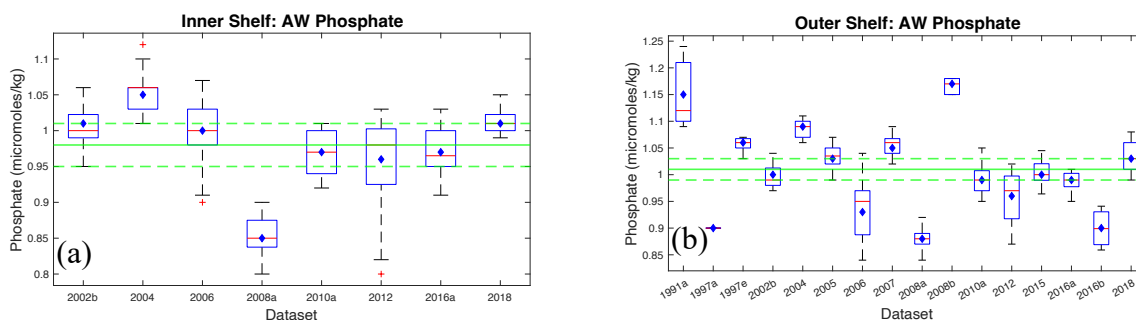 Inner Shelf: AW Phosphate
Phosphate (micromoles/kg)
1.1
1.05
1
0.95
0.9
0.85
0.8
(a)
2002b 2004 2006 2008a 2010a 2012 2016a 2018
Dataset
Outer Shelf: AW Phosphate
Phosphate (micromoles/kg)
1.25
1.2
1.15
1.1
1.05
1
0.95
0.9
0.85
(b)
1991a 1997a 1997e 2002b 2004 2005 2006 2007 2008a 2008b 2010a 2012 2015 2016a 2016b 2018
Dataset